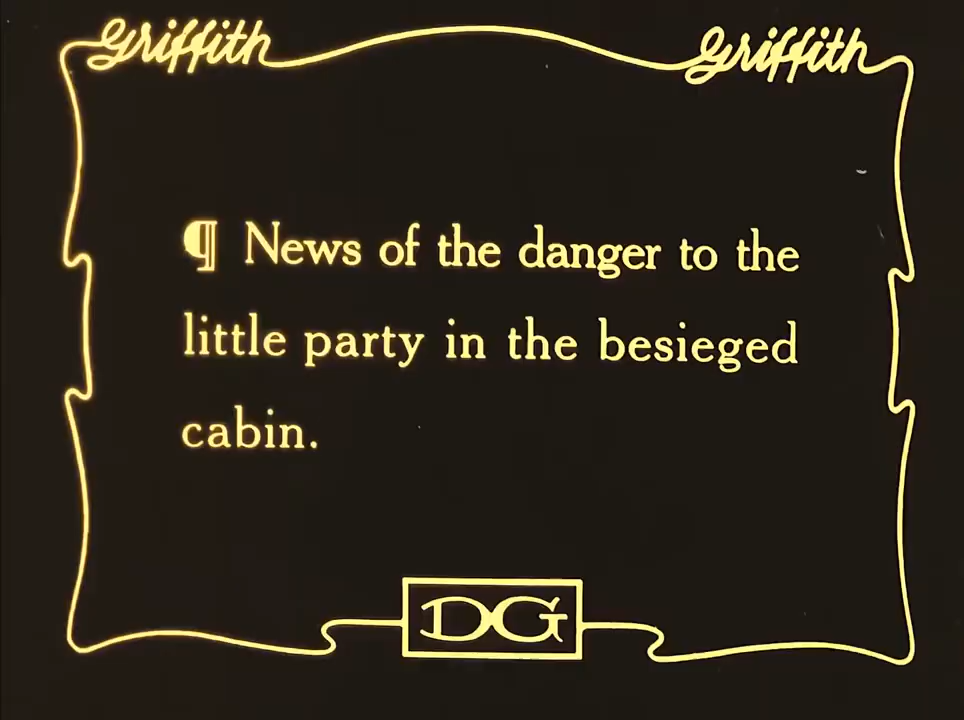 Griffith Griffith
¶ News of the danger to the
little party in the besieged
cabin.
DG